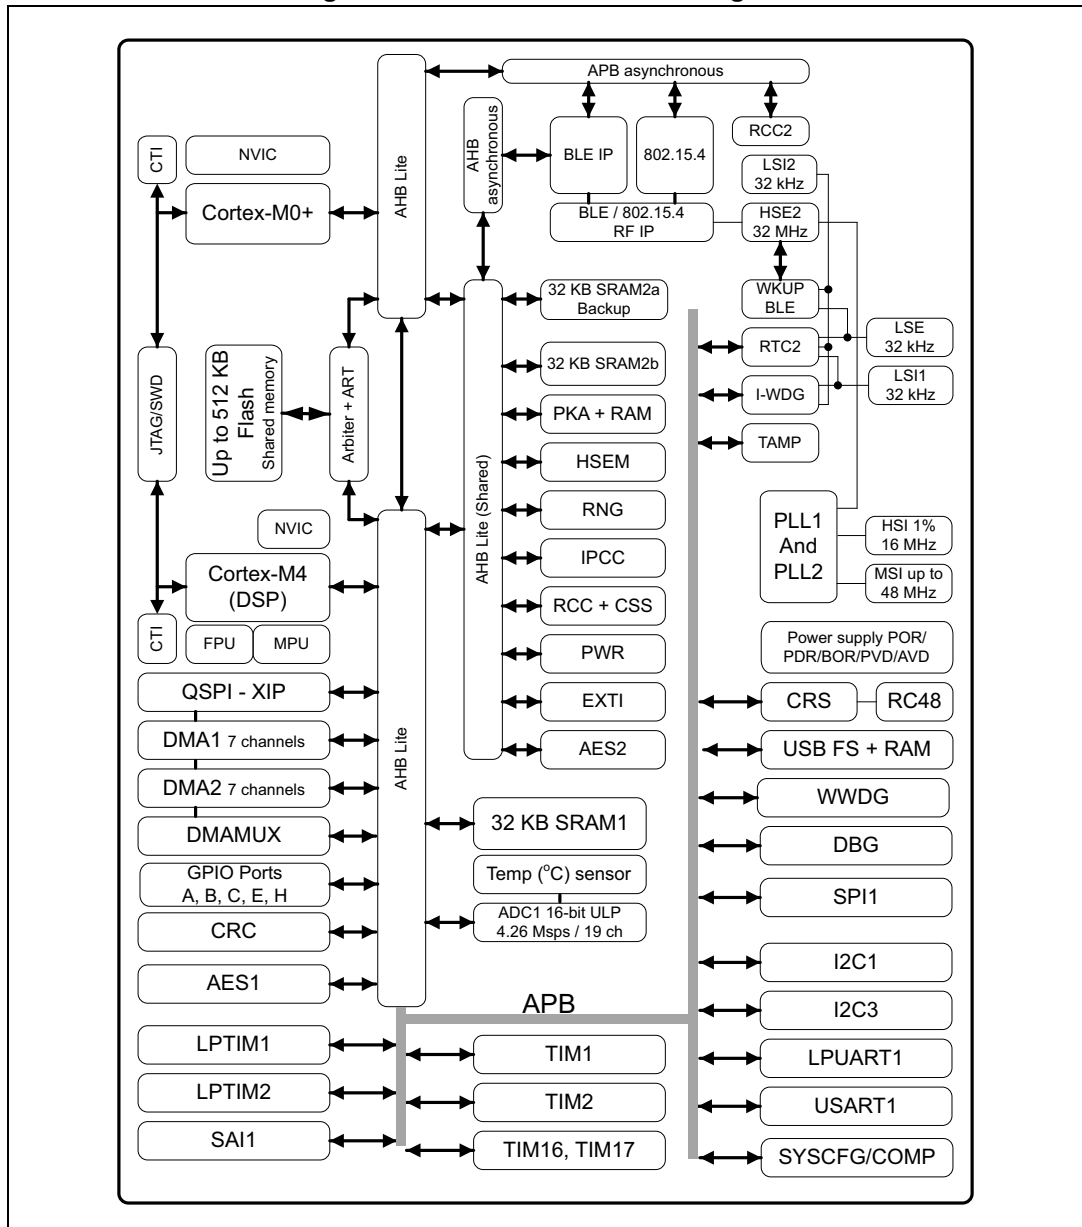 APB asynchronous
AHB Lite
AHB
asynchronous
BLE IP
802.15.4
RCC2
CTI
NVIC
LSI2
32 kHz
Cortex-M0+
BLE / 802.15.4
RF IP
HSE2
32 MHz
32 KB SRAM2a
Backup
WKUP
BLE
LSE
32 kHz
JTAG/SWD
Up to 512 KB
Flash
Shared memory
Arbiter + ART
AHB Lite (Shared)
32 KB SRAM2b
RTC2
LSI1
32 kHz
PKA + RAM
I-WDG
HSEM
TAMP
RNG
PLL1
And
PLL2
HSI 1%
16 MHz
NVIC
IPCC
MSI up to
48 MHz
Cortex-M4
(DSP)
RCC + CSS
CTI
FPU
MPU
PWR
Power supply POR/
PDR/BOR/PVD/AVD
QSPI - XIP
EXTI
CRS
RC48
DMA1 7 channels
AHB Lite
AES2
USB FS + RAM
DMA2 7 channels
WWDG
DMAMUX
32 KB SRAM1
DBG
GPIO Ports
A, B, C, E, H
Temp (°C) sensor
SPI1
CRC
ADC1 16-bit ULP
4.26 Msps / 19 ch
I2C1
AES1
APB
I2C3
LPTIM1
TIM1
LPUART1
LPTIM2
TIM2
USART1
SAI1
TIM16, TIM17
SYSCFG/COMP